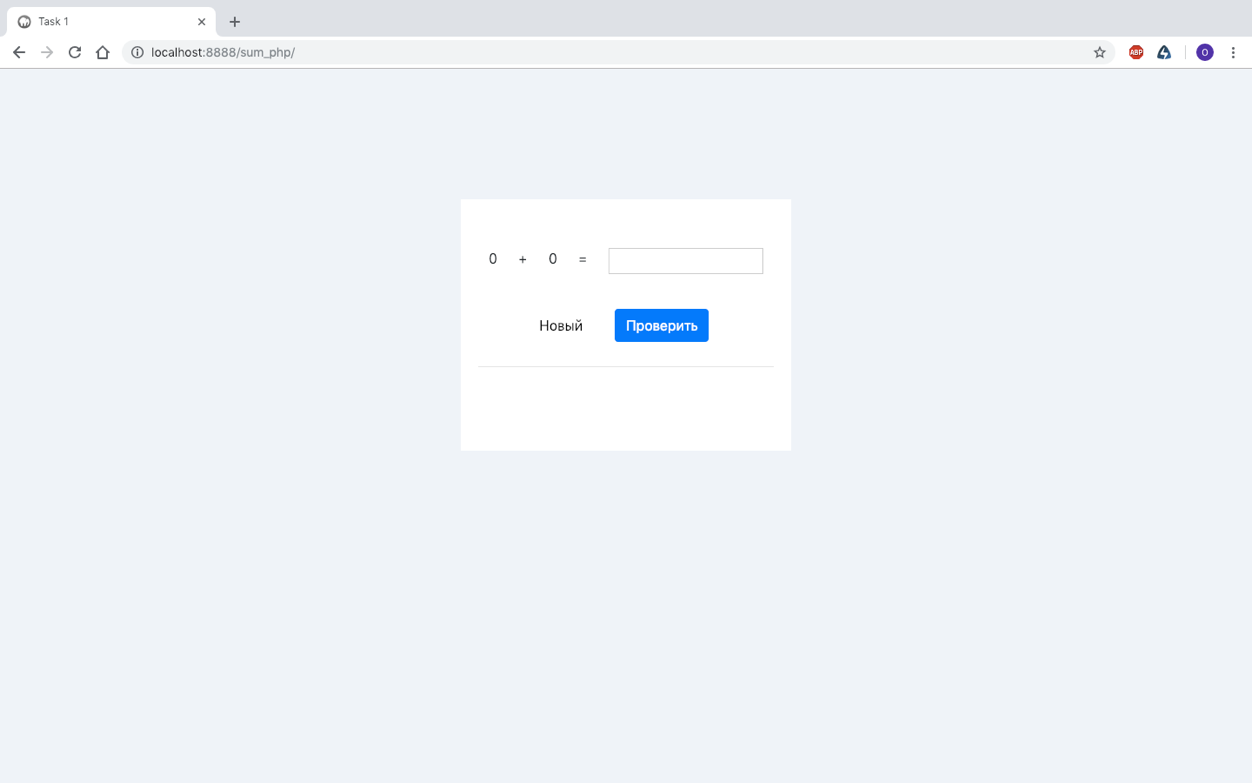 Task 1
localhost:8888/sum_php/
ABP
O
0 + 0 =
Новый Проверить